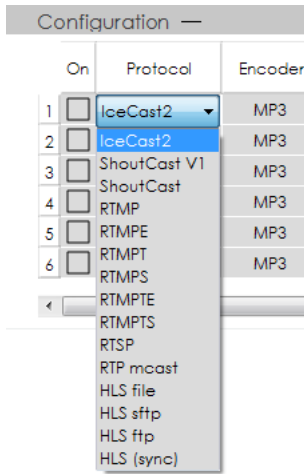 Configuration —
On Protocol Encoder
1 IceCast2 MP3
2 IceCast2 MP3
3 ShoutCast V1 MP3
ShoutCast
4 RTMP MP3
5 RTMPE MP3
RTMPT
6 RTMPS MP3
RTMPTE
RTMPTS
RTSP
RTP mcast
HLS file
HLS sftp
HLS ftp
HLS (sync)